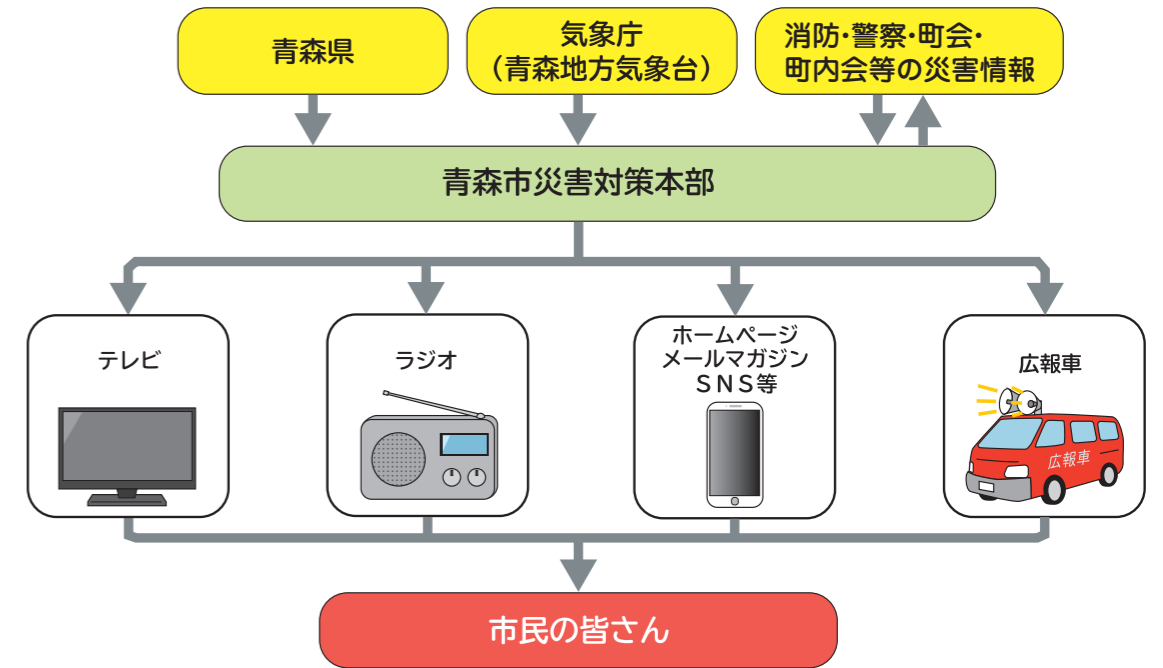 青森県
気象庁
（青森地方気象台）
消防・警察・町会・
町内会等の災害情報
青森市災害対策本部
テレビ
ラジオ
ホームページ
メールマガジン
ＳＮＳ等
広報車
広報車
市民の皆さん